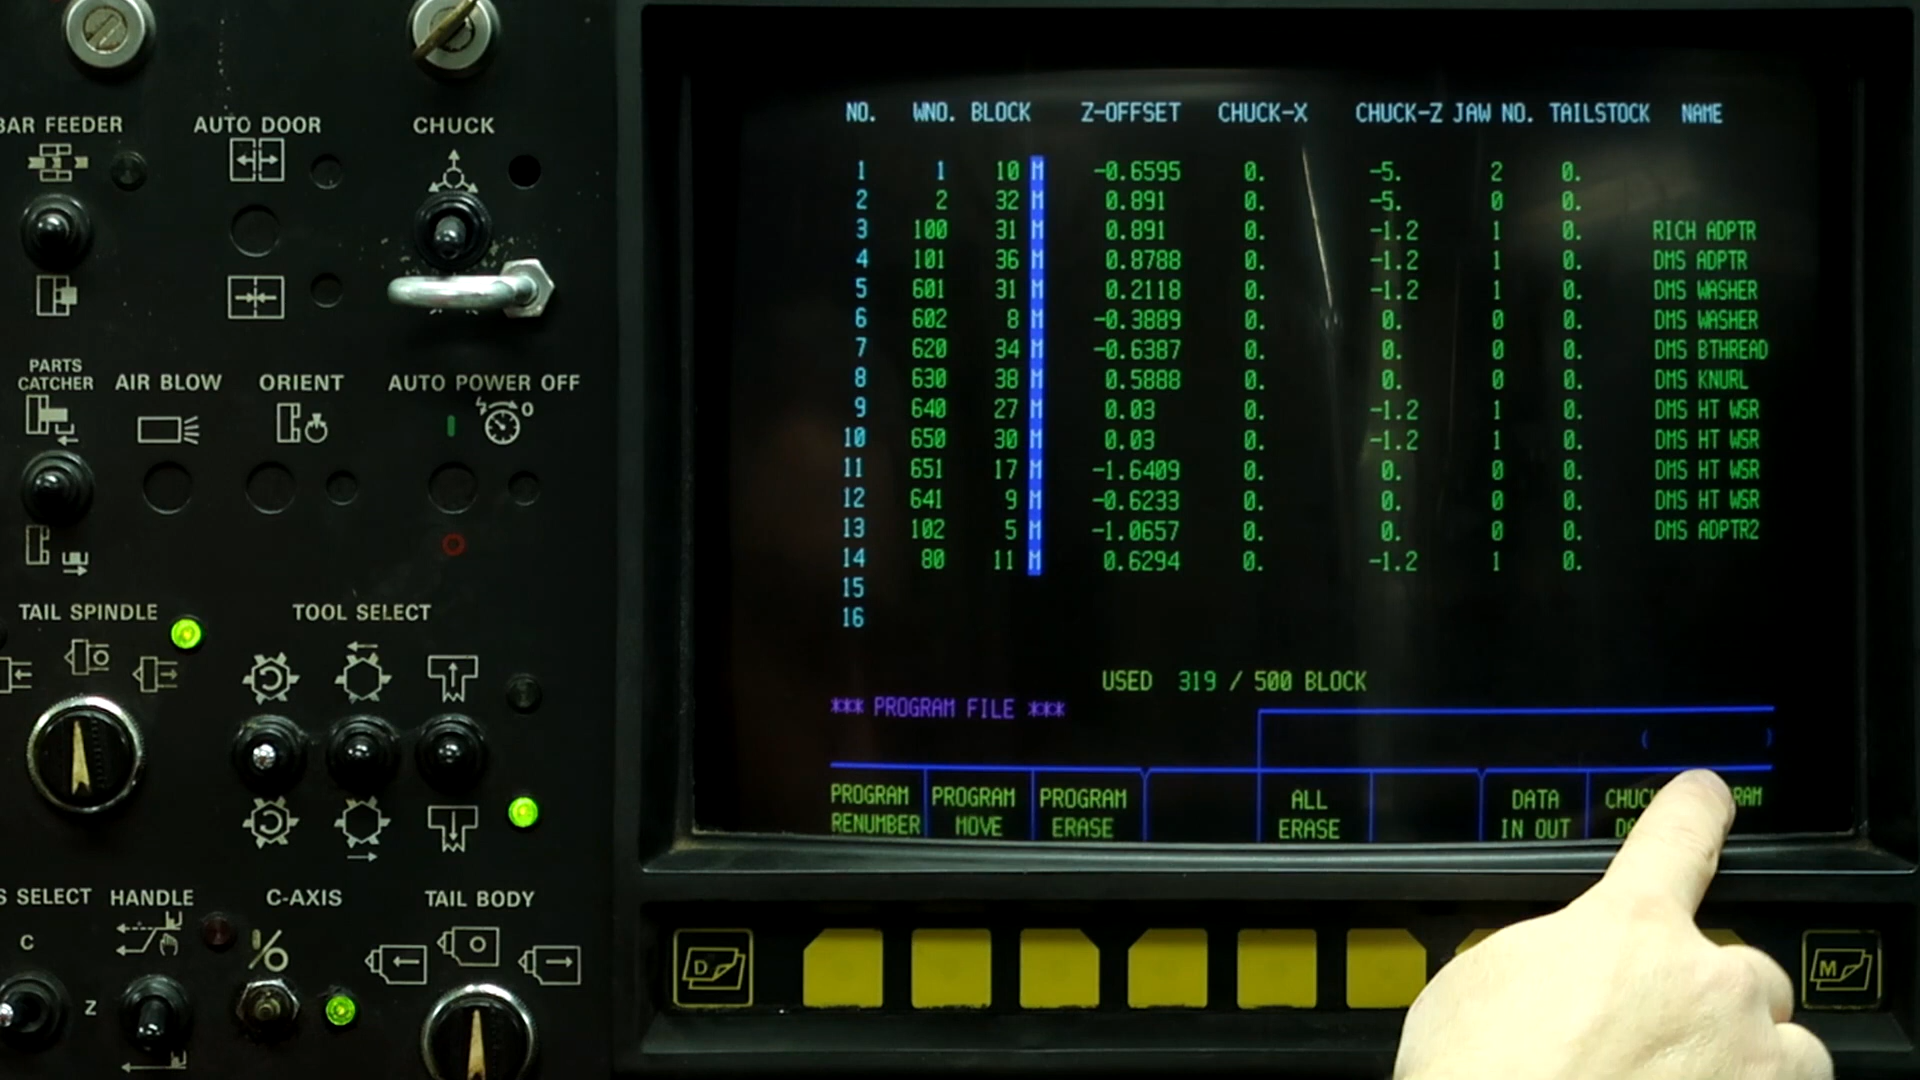 BAR FEEDER
AUTO DOOR
CHUCK
PARTS
CATCHER
AIR BLOW
ORIENT
AUTO POWER OFF
O
TAIL SPINDLE
TOOL SELECT
S SELECT
HANDLE
C-AXIS
TAIL BODY
C
Z
NO. WNO. BLOCK Z-OFFSET CHUCK-X CHUCK-Z JAW NO. TAILSTOCK NAME
1 1 10 M -0.6595 0. -5. 2 0.
2 2 32 M 0.891 0. -5. 0 0.
3 100 31 M 0.891 0. -1.2 1 0. RICH ADPTR
4 101 36 M 0.8788 0. -1.2 1 0. DMS ADPTR
5 601 31 M 0.2118 0. -1.2 1 0. DMS WASHER
6 602 8 M -0.3889 0. 0. 0 0. DMS WASHER
7 620 34 M -0.6387 0. 0. 0 0. DMS BTHREAD
8 630 38 M 0.5888 0. 0. 0 0. DMS KNURL
9 640 27 M 0.03 0. -1.2 1 0. DMS HT WSR
10 650 30 M 0.03 0. -1.2 1 0. DMS HT WSR
11 651 17 M -1.6409 0. 0. 0 0. DMS HT WSR
12 641 9 M -0.6233 0. 0. 0 0. DMS HT WSR
13 102 5 M -1.0657 0. 0. 0 0. DMS ADPTR2
14 80 11 M 0.6294 0. -1.2 1 0.
15
16
USED 319 / 500 BLOCK
*** PROGRAM FILE ***
( )
PROGRAM
RENUMBER
PROGRAM
MOVE
PROGRAM
ERASE
ALL
ERASE
DATA
IN OUT
D
M